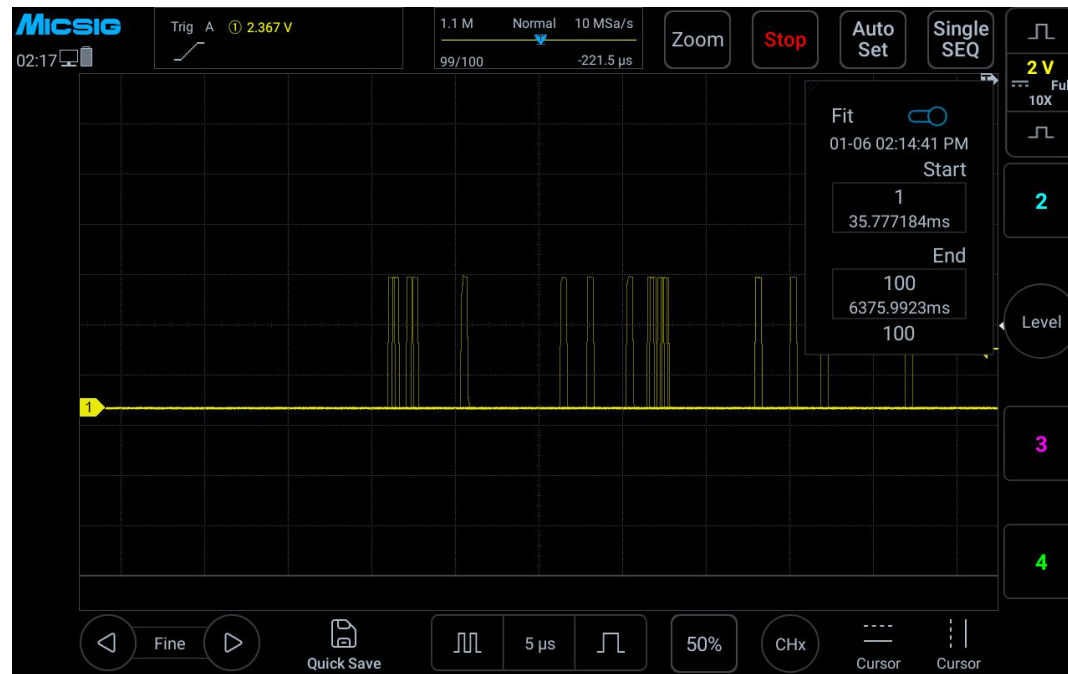 MICSIG
Trig A ① 2.367 V
1.1 M Normal 10 MSa/s
T
99/100 -221.5 µs
Zoom
Stop
Auto
Set
Single
SEQ
02:17
2 V
Ful
10X
Fit
01-06 02:14:41 PM
Start
1
35.777184ms
End
100
6375.9923ms
100
2
Level
1
3
4
Fine
Quick Save
5 µs
50%
CHx
Cursor
Cursor